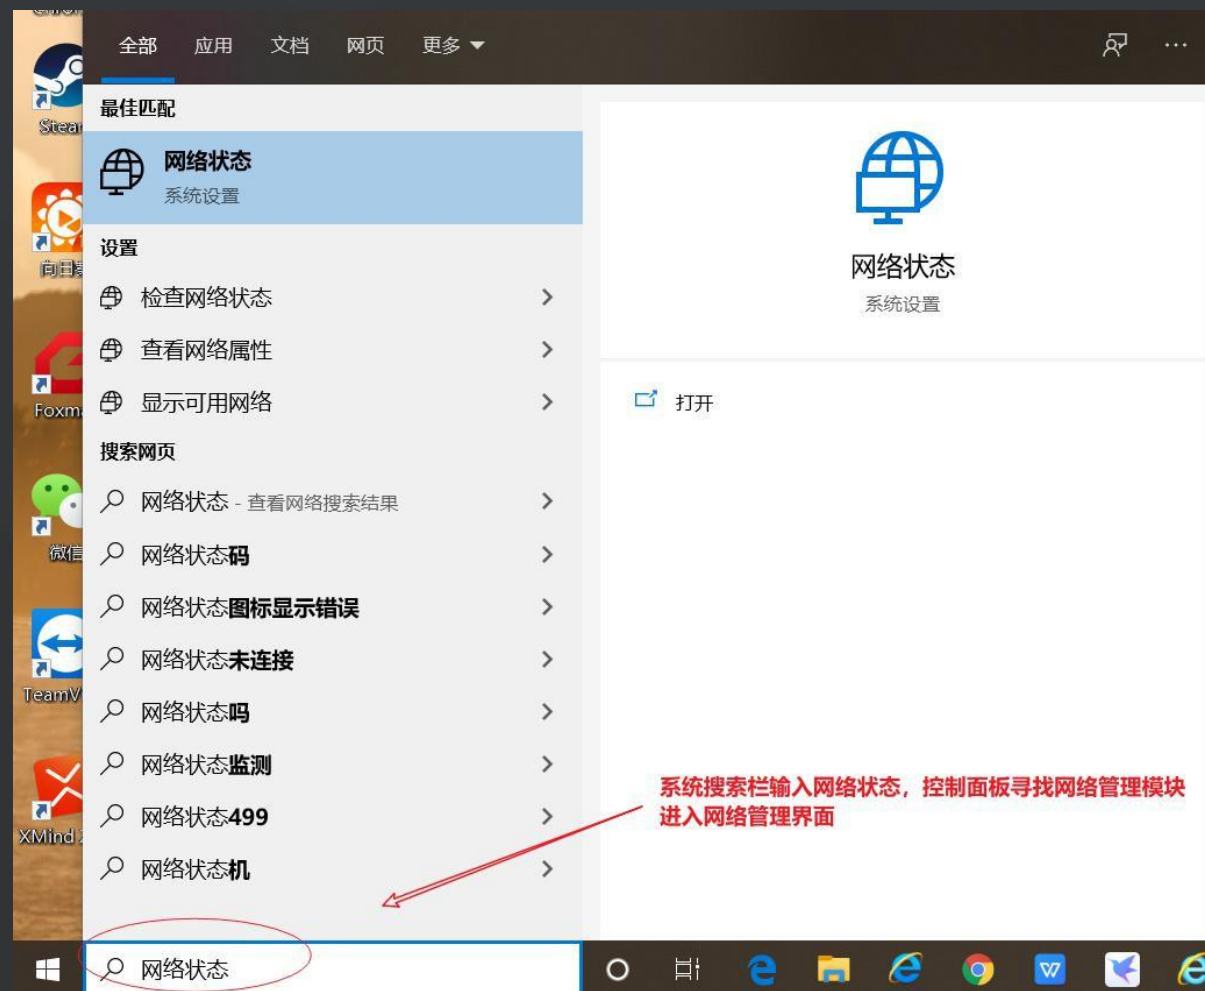 全部 应用 文档 网页 更多
最佳匹配
网络状态
系统设置
设置
检查网络状态
查看网络属性
显示可用网络
搜索网页
网络状态 - 查看网络搜索结果
网络状态码
网络状态图标显示错误
网络状态未连接
网络状态吗
网络状态监测
网络状态499
网络状态机
网络状态
网络状态
系统设置
打开
系统搜索栏输入网络状态，控制面板寻找网络管理模块
进入网络管理界面
Stea
向日
Foxm
微信
TeamV
XMind